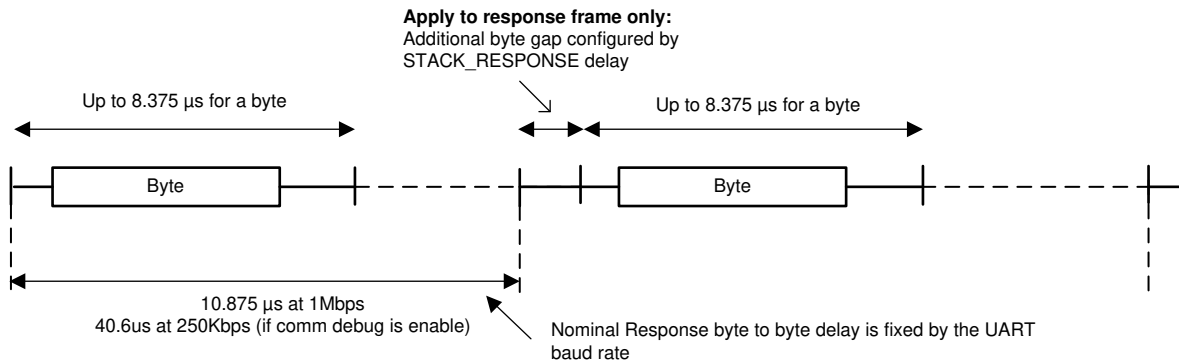 Apply to response frame only:
Additional byte gap configured by
STACK_RESPONSE delay
Up to 8.375 µs for a byte
Up to 8.375 µs for a byte
Byte
Byte
10.875 µs at 1Mbps
40.6us at 250Kbps (if comm debug is enable)
Nominal Response byte to byte delay is fixed by the UART
baud rate